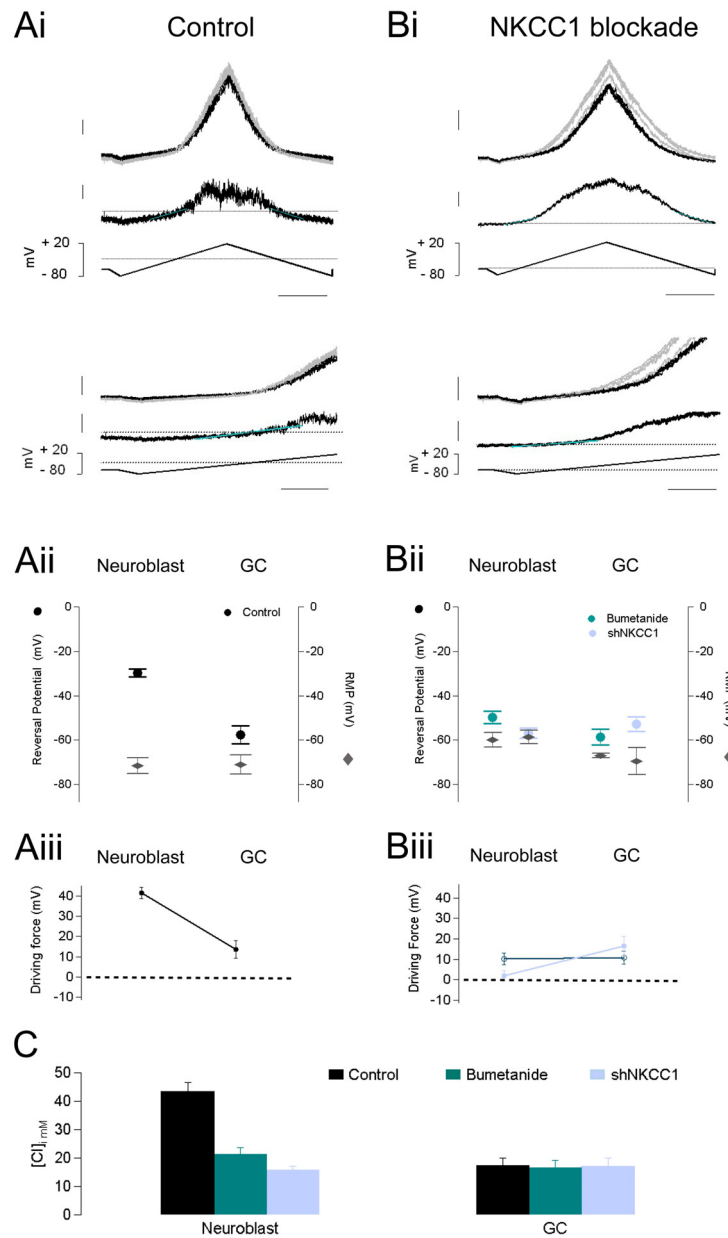 Ai Control
Bi NKCC1 blockade
+ 20
mV
- 80
+ 20
mV
- 80
+ 20
mV
- 80
+ 20
mV
- 80
Aii
Neuroblast GC
Control
Reversal Potential (mV)
0
-20
-40
-60
-80
0
-20
-40
-60
-80
RMP (mV)
Bii
Neuroblast GC
Bumetanide
shNKCC1
Reversal Potential (mV)
0
-20
-40
-60
-80
0
-20
-40
-60
-80
Aiii
Neuroblast GC
Driving force (mV)
40
30
20
10
0
-10
Biii
Neuroblast GC
Driving Force (mV)
40
30
20
10
0
-10
C
Control Bumetanide shNKCC1
[Cl]i mM
50
40
30
20
10
0
Neuroblast GC